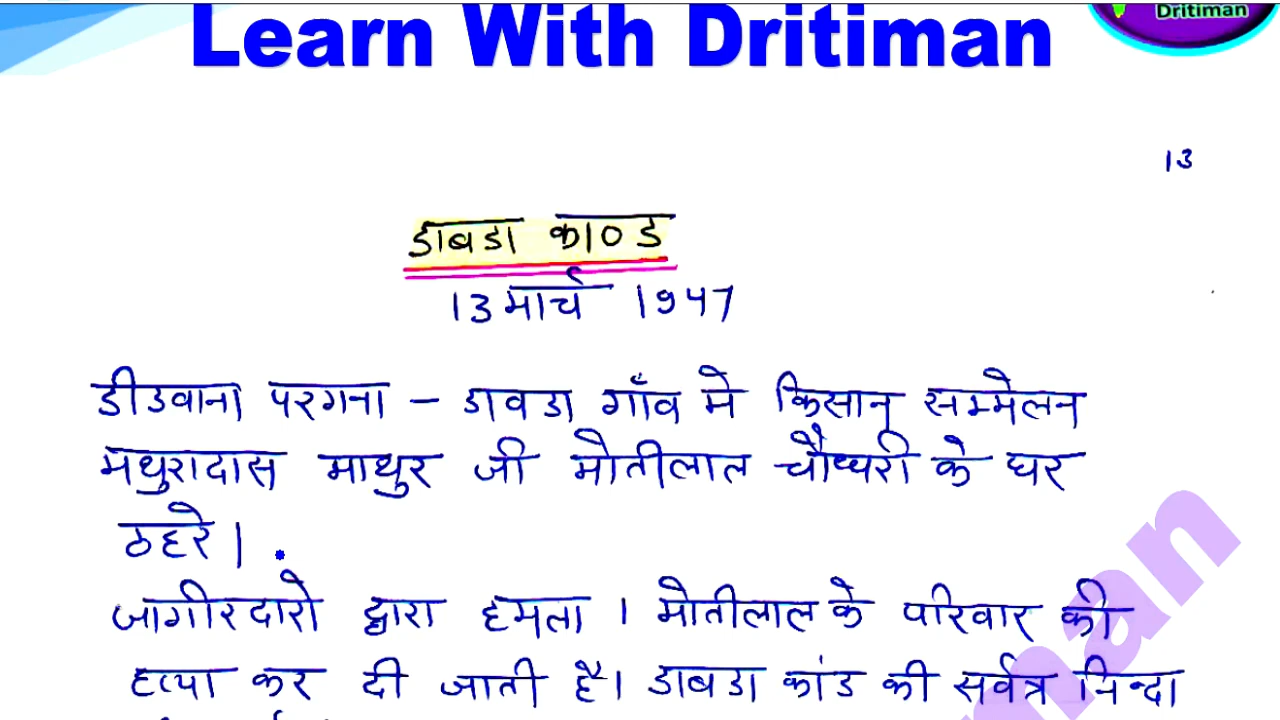 Learn With Dritiman
Dritiman
13
डाबडा काण्ड
13 मार्च 1947
डीडवाना परगना - डाबडा गाँव मे किसान सम्मेलन
मथुरादास माथुर जी मोतीलाल चौधरी के घर
ठहरे।
जागीरदारो द्वारा हमला। मोतीलाल के परिवार की
हत्या कर दी जाती है। डाबडा कांड की सर्वत्र निन्दा